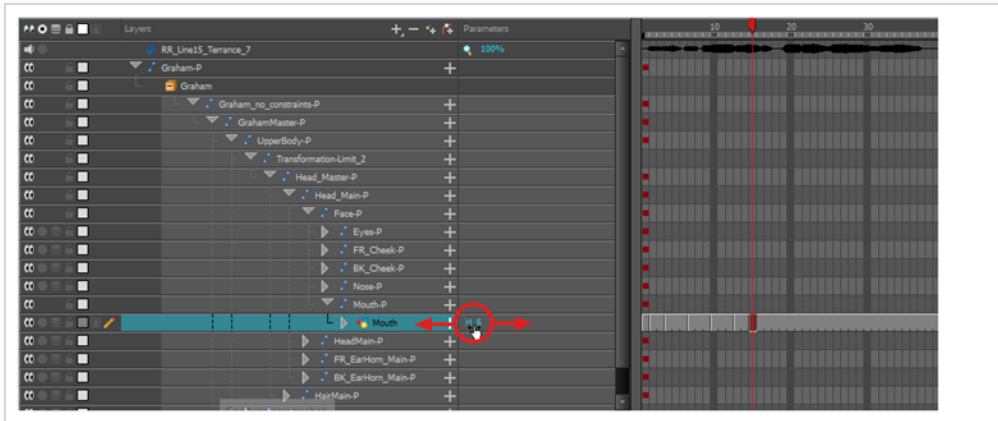 Layers
Parameters
10 20 30
RR_Line15_Terrance_7
100%
Graham-P
Graham
Graham_no_constraints-P
GrahamMaster-P
UpperBody-P
Transformation-Limit_2
Head_Master-P
Head_Main-P
Face-P
Eyes-P
FR_Cheek-P
BK_Cheek-P
Nose-P
Mouth-P
Mouth
HeadMain-P
FR_EarHorn_Main-P
BK_EarHorn_Main-P
HairMain-P